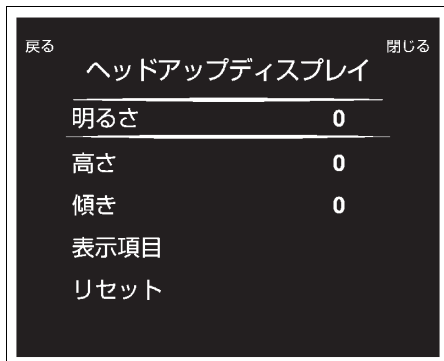 戻る
閉じる
ヘッドアップディスプレイ
明るさ 0
高さ 0
傾き 0
表示項目
リセット